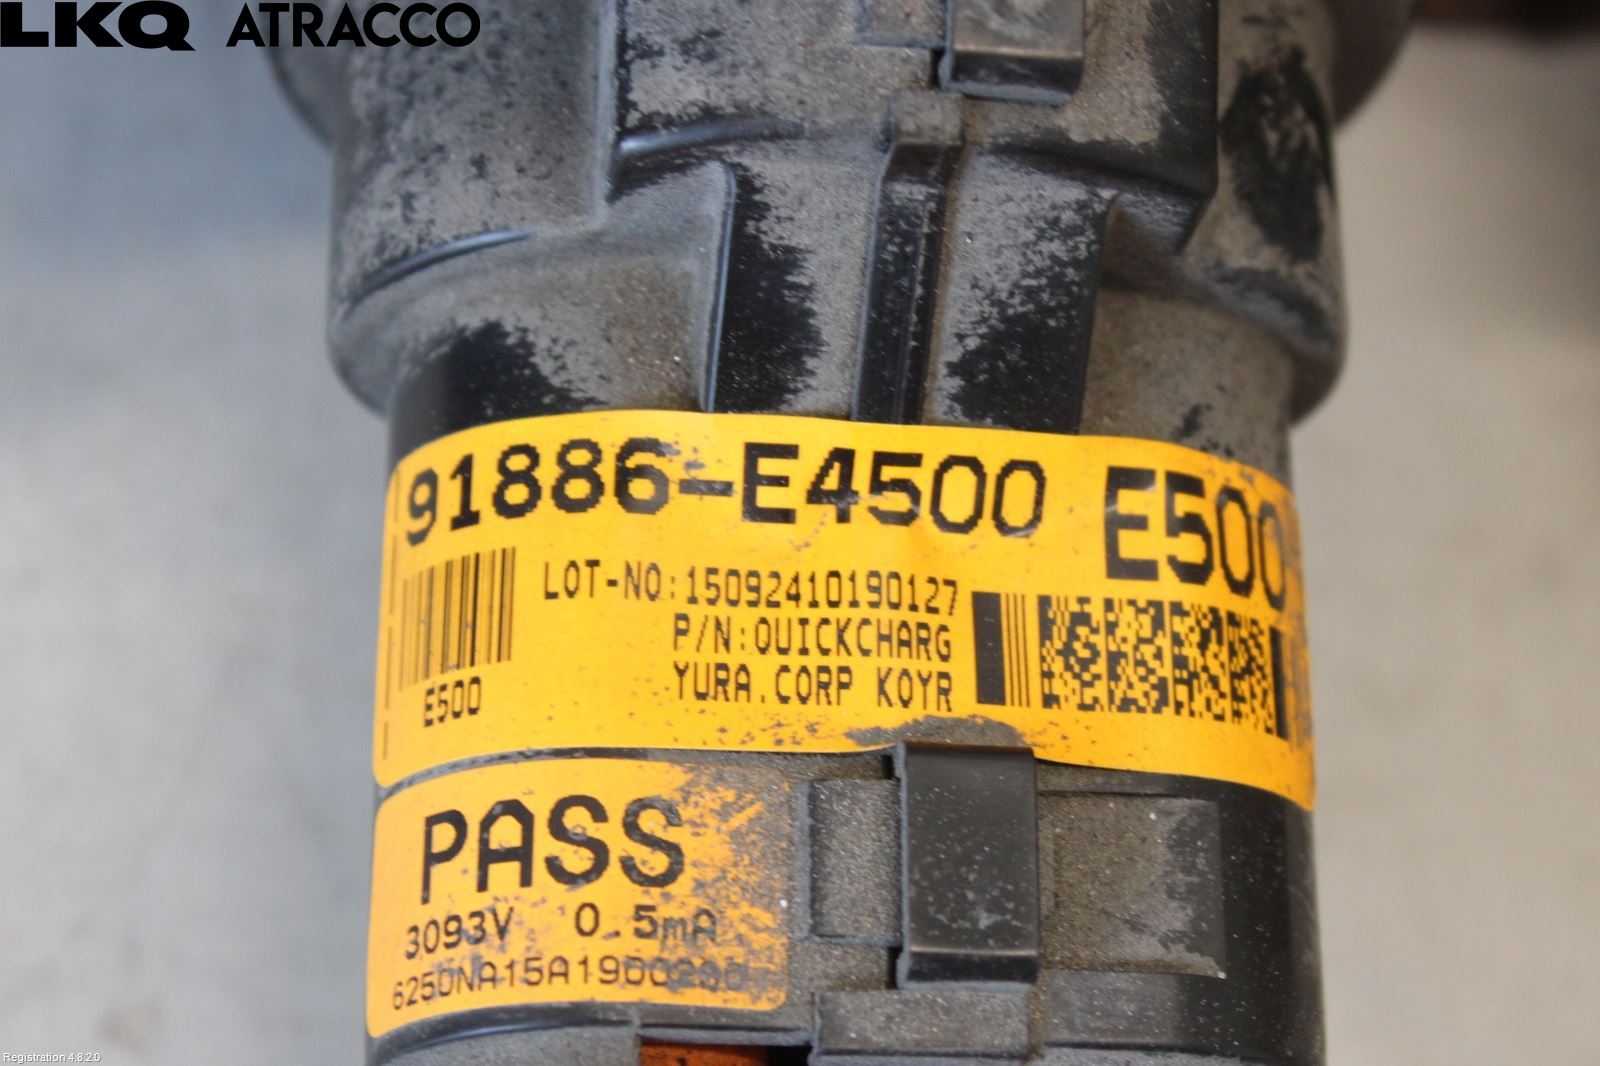 LKQ ATRACCO
91886-E4500 E500
LOT-NO:15092410190127
P/N:QUICKCHARG
YURA.CORP KOYR
E500
PASS
3093V 0.5mA
Registration 4.8.2.0